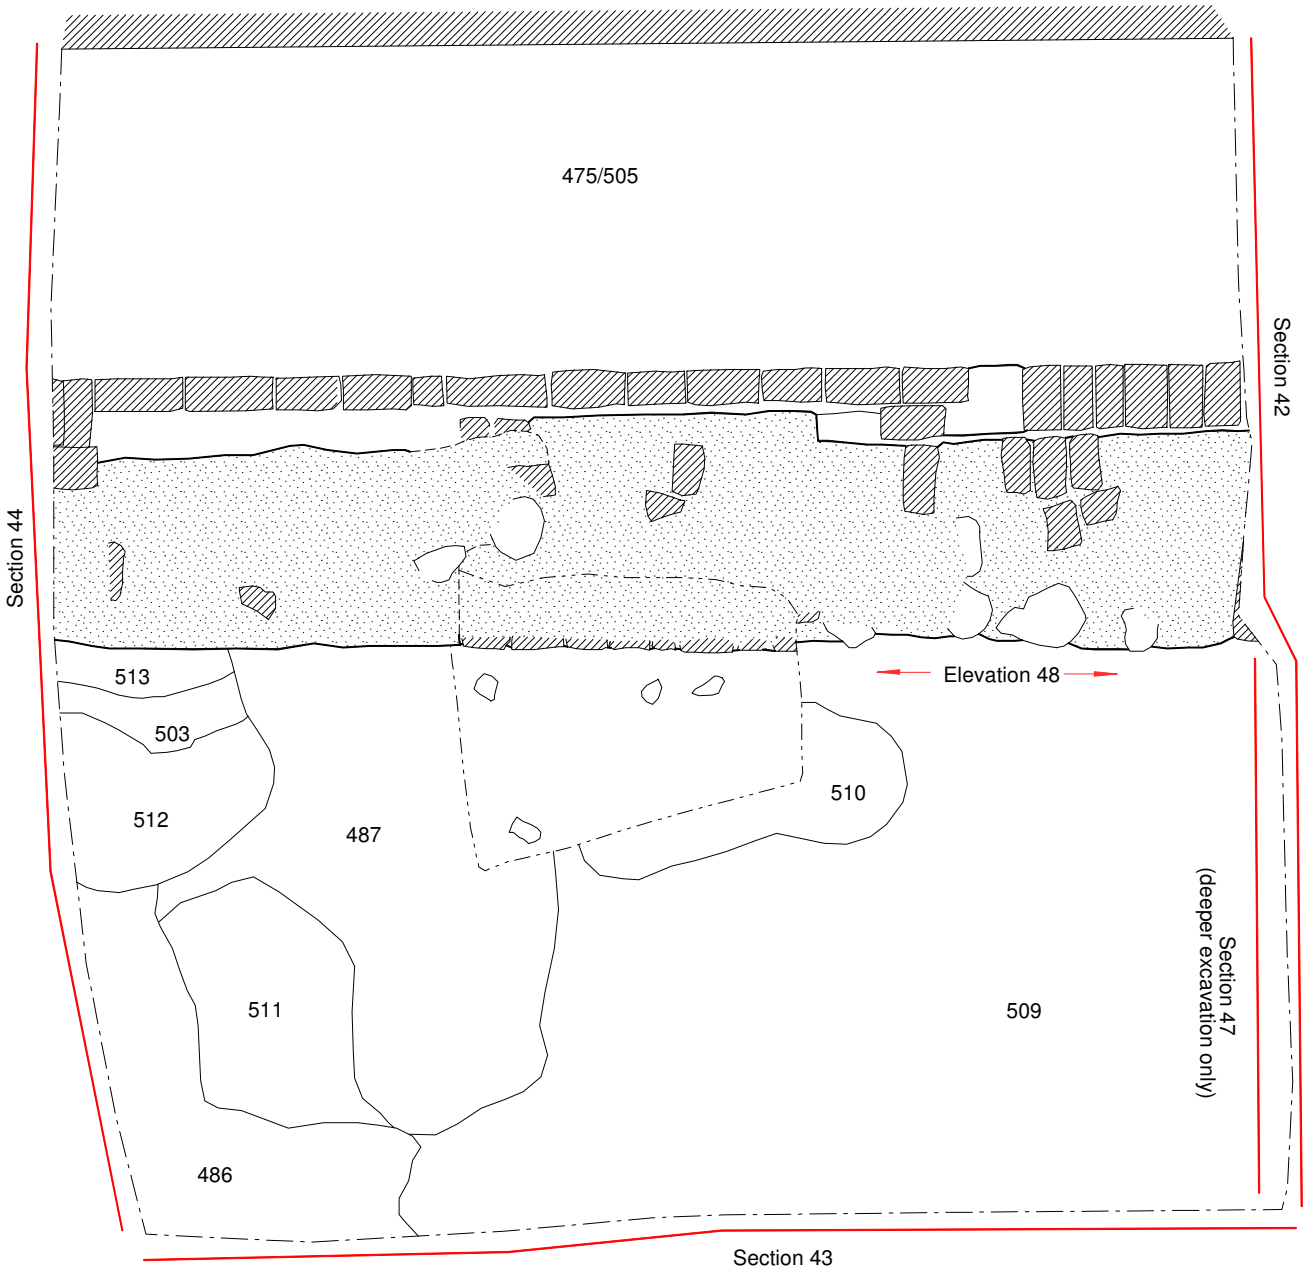 475/505
Section 42
Section 44
513
Elevation 48
503
510
512
487
Section 47
(deeper excavation only)
511
509
486
Section 43